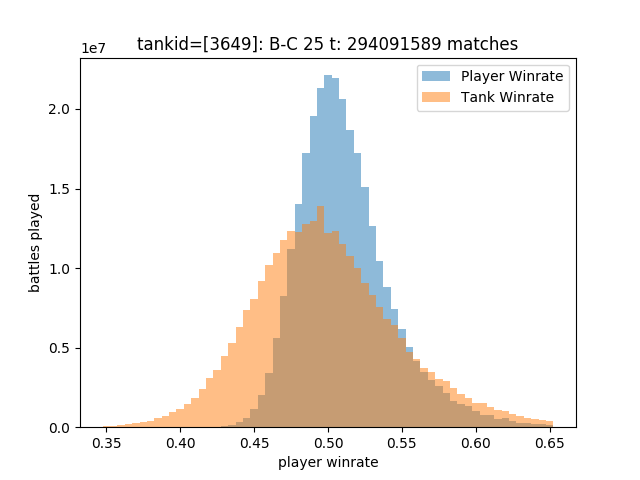 tankid=[3649]: B-C 25 t: 294091589 matches
1e7
Player Winrate
Tank Winrate
2.0
1.5
1.0
0.5
0.0
battles played
0.35 0.40 0.45 0.50 0.55 0.60 0.65
player winrate